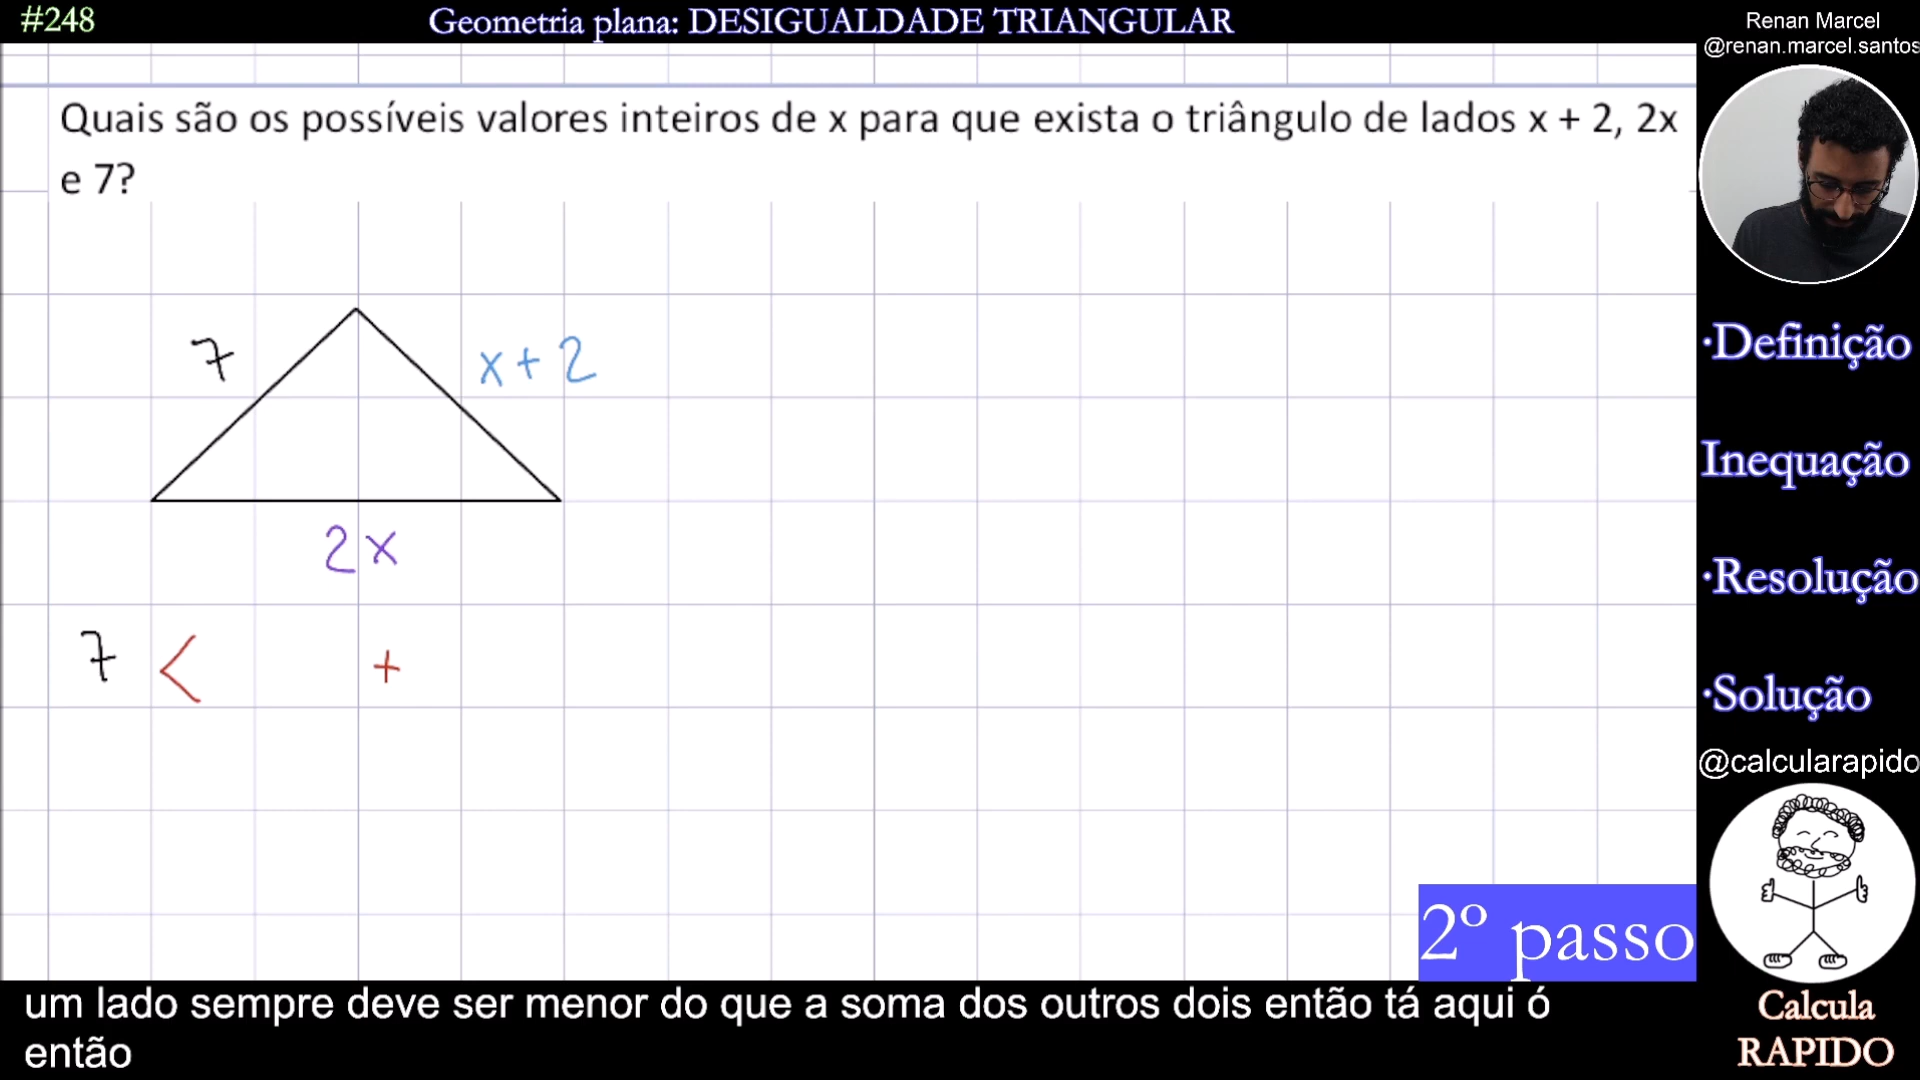 #248
Geometria plana: DESIGUALDADE TRIANGULAR
Renan Marcel
@renan.marcel.santos
Quais são os possíveis valores inteiros de x para que exista o triângulo de lados x + 2, 2x
e 7?
7
x + 2
2x
7 < +
·Definição
Inequação
·Resolução
·Solução
@calcularapido
2º passo
Calcula
RAPIDO
um lado sempre deve ser menor do que a soma dos outros dois então tá aqui ó
então